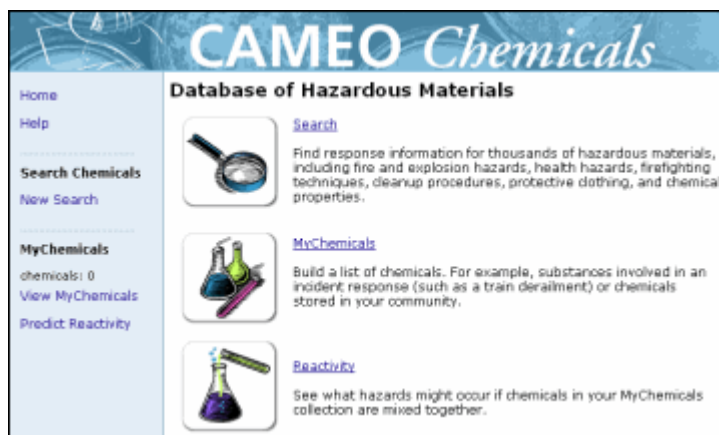 CAMEO Chemicals
Home
Help
Search Chemicals
New Search
MyChemicals
chemicals: 0
View MyChemicals
Predict Reactivity
Database of Hazardous Materials
Search
Find response information for thousands of hazardous materials,
including fire and explosion hazards, health hazards, firefighting
techniques, cleanup procedures, protective clothing, and chemical
properties.
MyChemicals
Build a list of chemicals. For example, substances involved in an
incident response (such as a train derailment) or chemicals
stored in your community.
Reactivity
See what hazards might occur if chemicals in your MyChemicals
collection are mixed together.